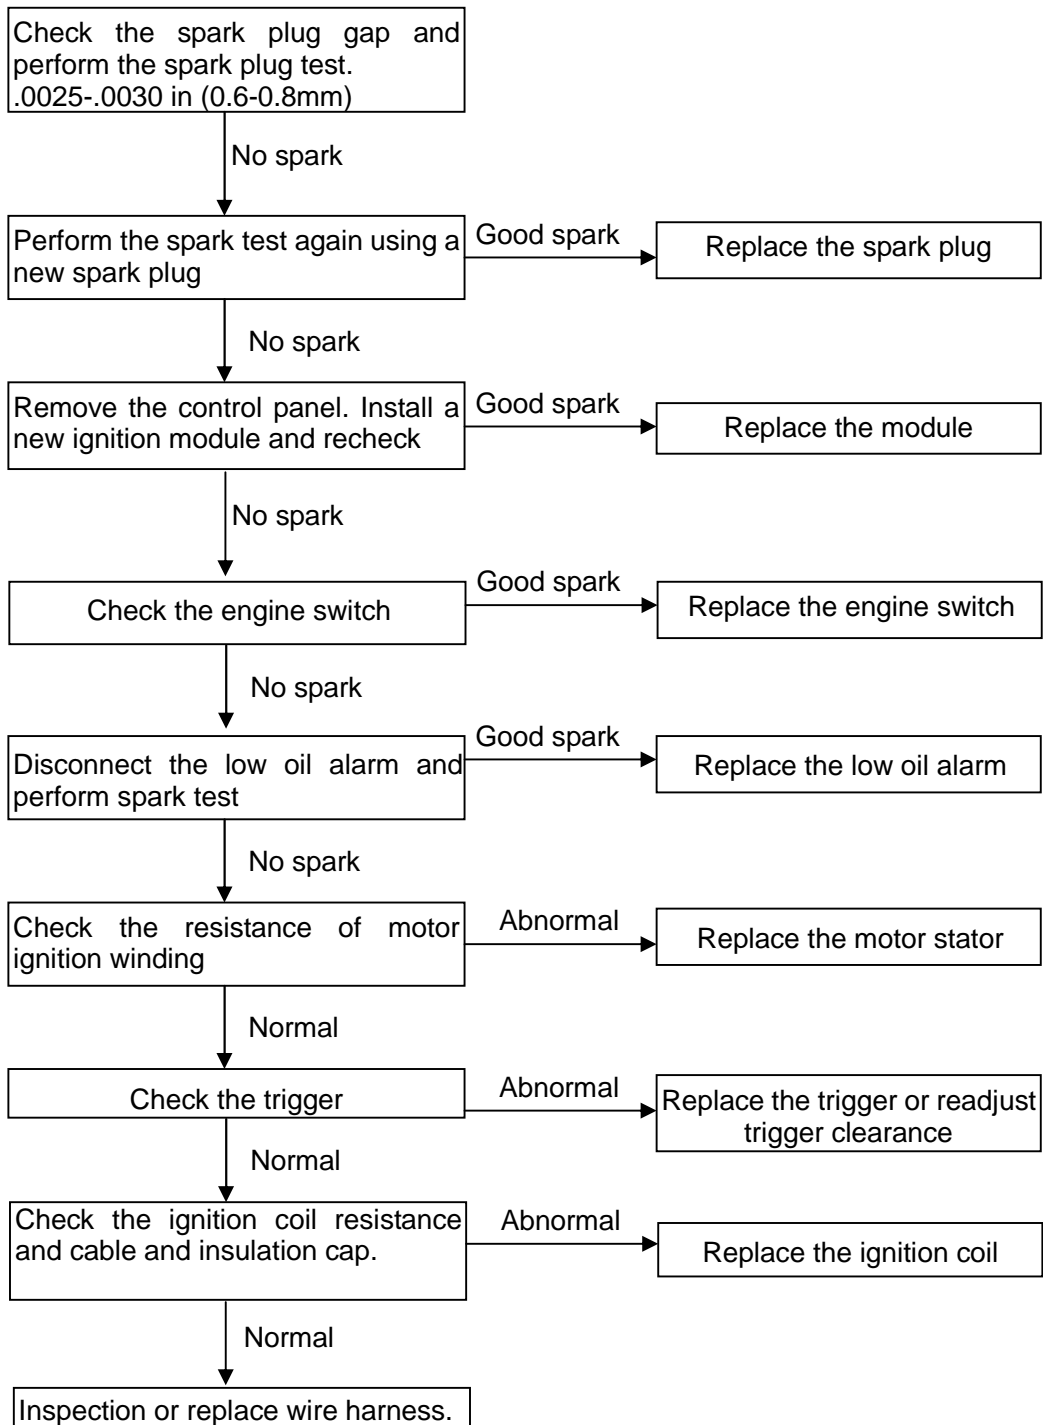 Check the spark plug gap and
perform the spark plug test.
.0025-.0030 in (0.6-0.8mm)
No spark
Perform the spark test again using a
new spark plug
Good spark
Replace the spark plug
No spark
Remove the control panel. Install a
new ignition module and recheck
Good spark
Replace the module
No spark
Check the engine switch
Good spark
Replace the engine switch
No spark
Disconnect the low oil alarm and
perform spark test
Good spark
Replace the low oil alarm
No spark
Check the resistance of motor
ignition winding
Abnormal
Replace the motor stator
Normal
Check the trigger
Abnormal
Replace the trigger or readjust
trigger clearance
Normal
Check the ignition coil resistance
and cable and insulation cap.
Abnormal
Replace the ignition coil
Normal
Inspection or replace wire harness.